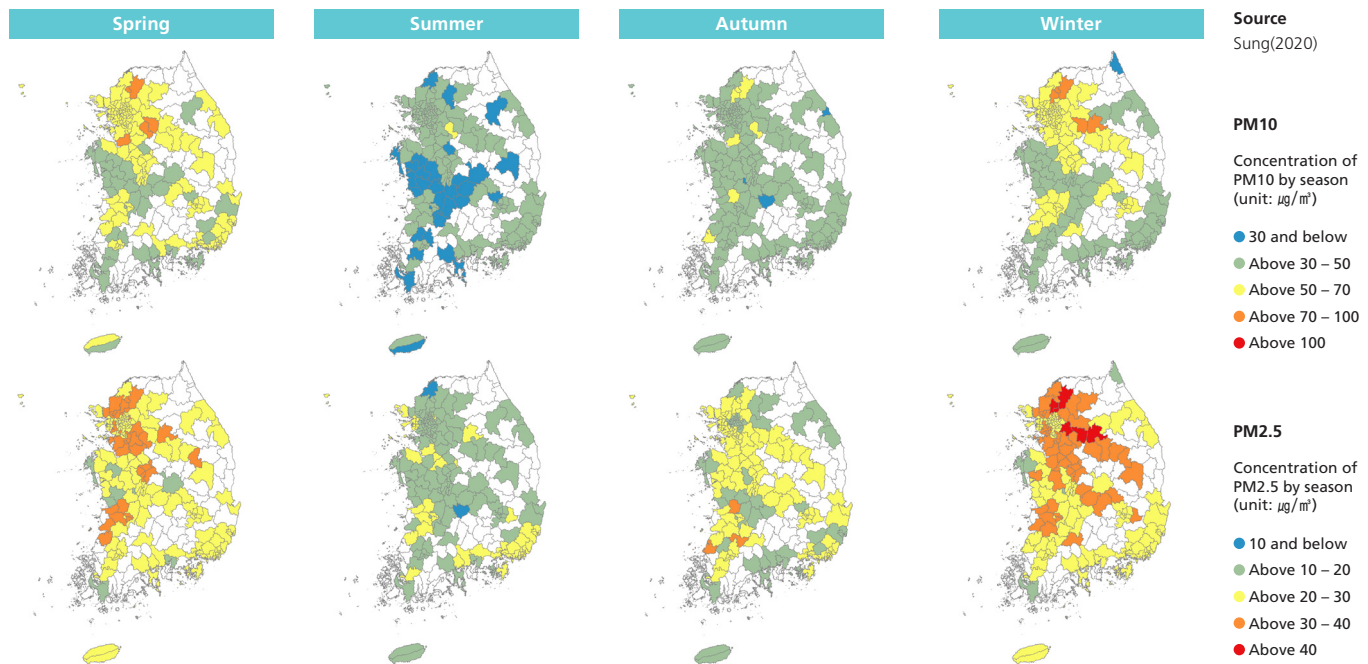 Spring
Summer
Autumn
Winter
Source
Sung(2020)
PM10
Concentration of
PM10 by season
(unit: ㎍/㎥)
30 and below
Above 30 – 50
Above 50 – 70
Above 70 – 100
Above 100
PM2.5
Concentration of
PM2.5 by season
(unit: ㎍/㎥)
10 and below
Above 10 – 20
Above 20 – 30
Above 30 – 40
Above 40